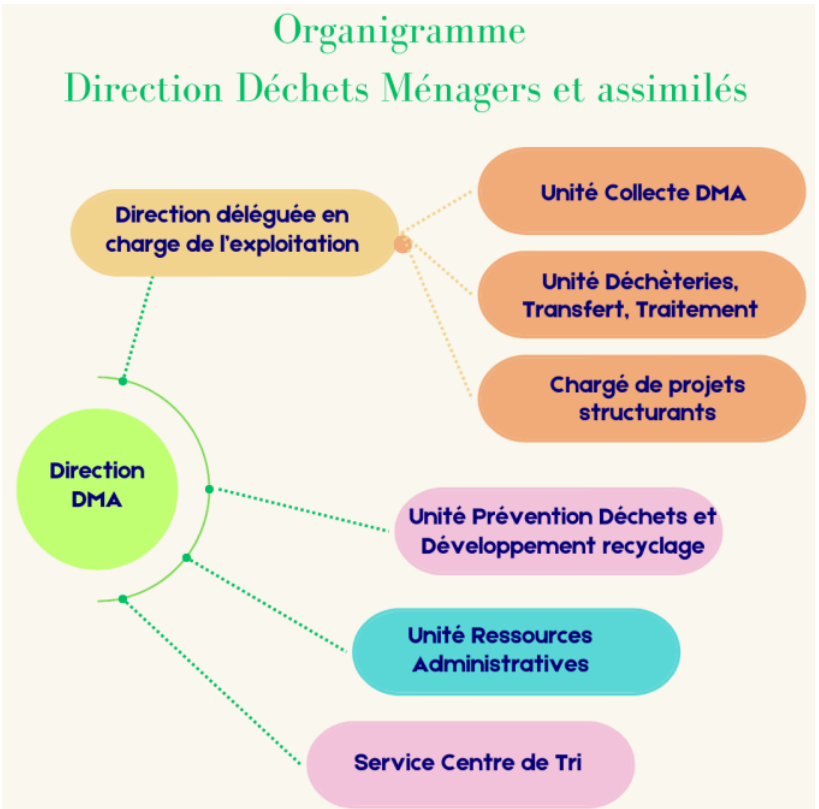 Organigramme
Direction Déchets Ménagers et assimilés
Direction déléguée en
charge de l'exploitation
Unité Collecte DMA
Unité Déchèteries,
Transfert, Traitement
Chargé de projets
structurants
Direction
DMA
Unité Prévention Déchets et
Développement recyclage
Unité Ressources
Administratives
Service Centre de Tri